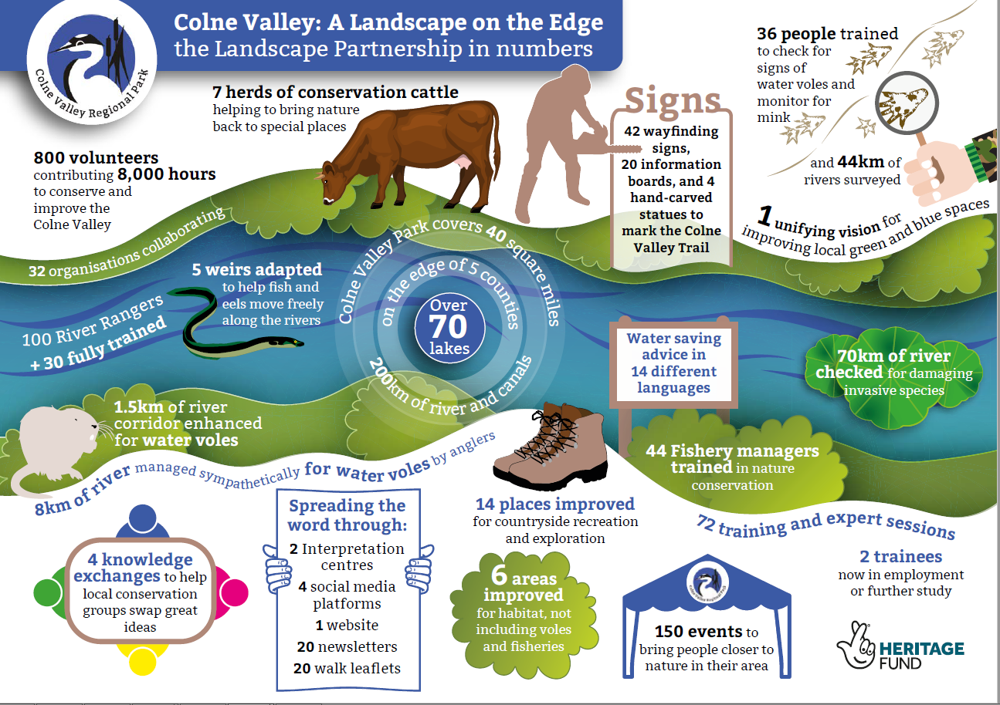 Colne Valley: A Landscape on the Edge
the Landscape Partnership in numbers
Colne Valley Regional Park
7 herds of conservation cattle
helping to bring nature
back to special places
800 volunteers
contributing 8,000 hours
to conserve and
improve the
Colne Valley
32 organisations collaborating
Signs
42 wayfinding
signs,
20 information
boards, and 4
hand-carved
statues to
mark the Colne
Valley Trail
36 people trained
to check for
signs of
water voles and
monitor for
mink
and 44km of
rivers surveyed
1 unifying vision for
improving local green and blue spaces
5 weirs adapted
to help fish and
eels move freely
along the rivers
100 River Rangers
+ 30 fully trained
Colne Valley Park covers 40 square miles
on the edge of 5 counties
Over
70
lakes
200km of river and canals
Water saving
advice in
14 different
languages
70km of river
checked for damaging
invasive species
1.5km of river
corridor enhanced
for water voles
8km of river managed sympathetically for water voles by anglers
44 Fishery managers
trained in nature
conservation
72 training and expert sessions
4 knowledge
exchanges to help
local conservation
groups swap great
ideas
Spreading the
word through:
2 Interpretation
centres
4 social media
platforms
1 website
20 newsletters
20 walk leaflets
14 places improved
for countryside recreation
and exploration
6 areas
improved
for habitat, not
including voles
and fisheries
Colne Valley Regional Park
150 events to
bring people closer to
nature in their area
2 trainees
now in employment
or further study
HERITAGE
FUND